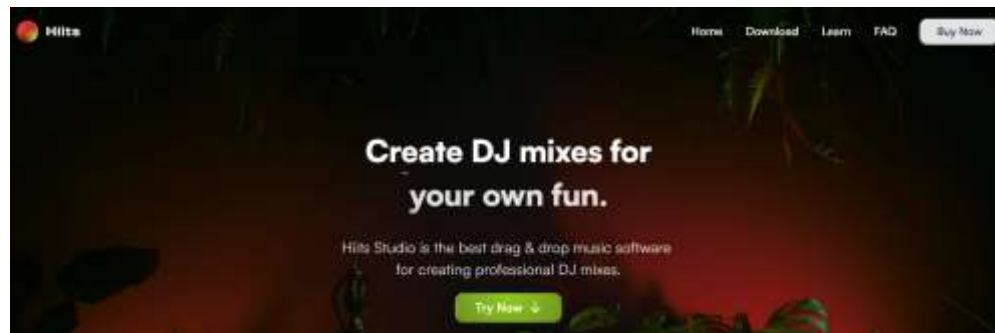 Hiits
Home Download Learn FAQ Buy Now
Create DJ mixes for
your own fun.
Hiits Studio is the best drag & drop music software
for creating professional DJ mixes.
Try Now ↓